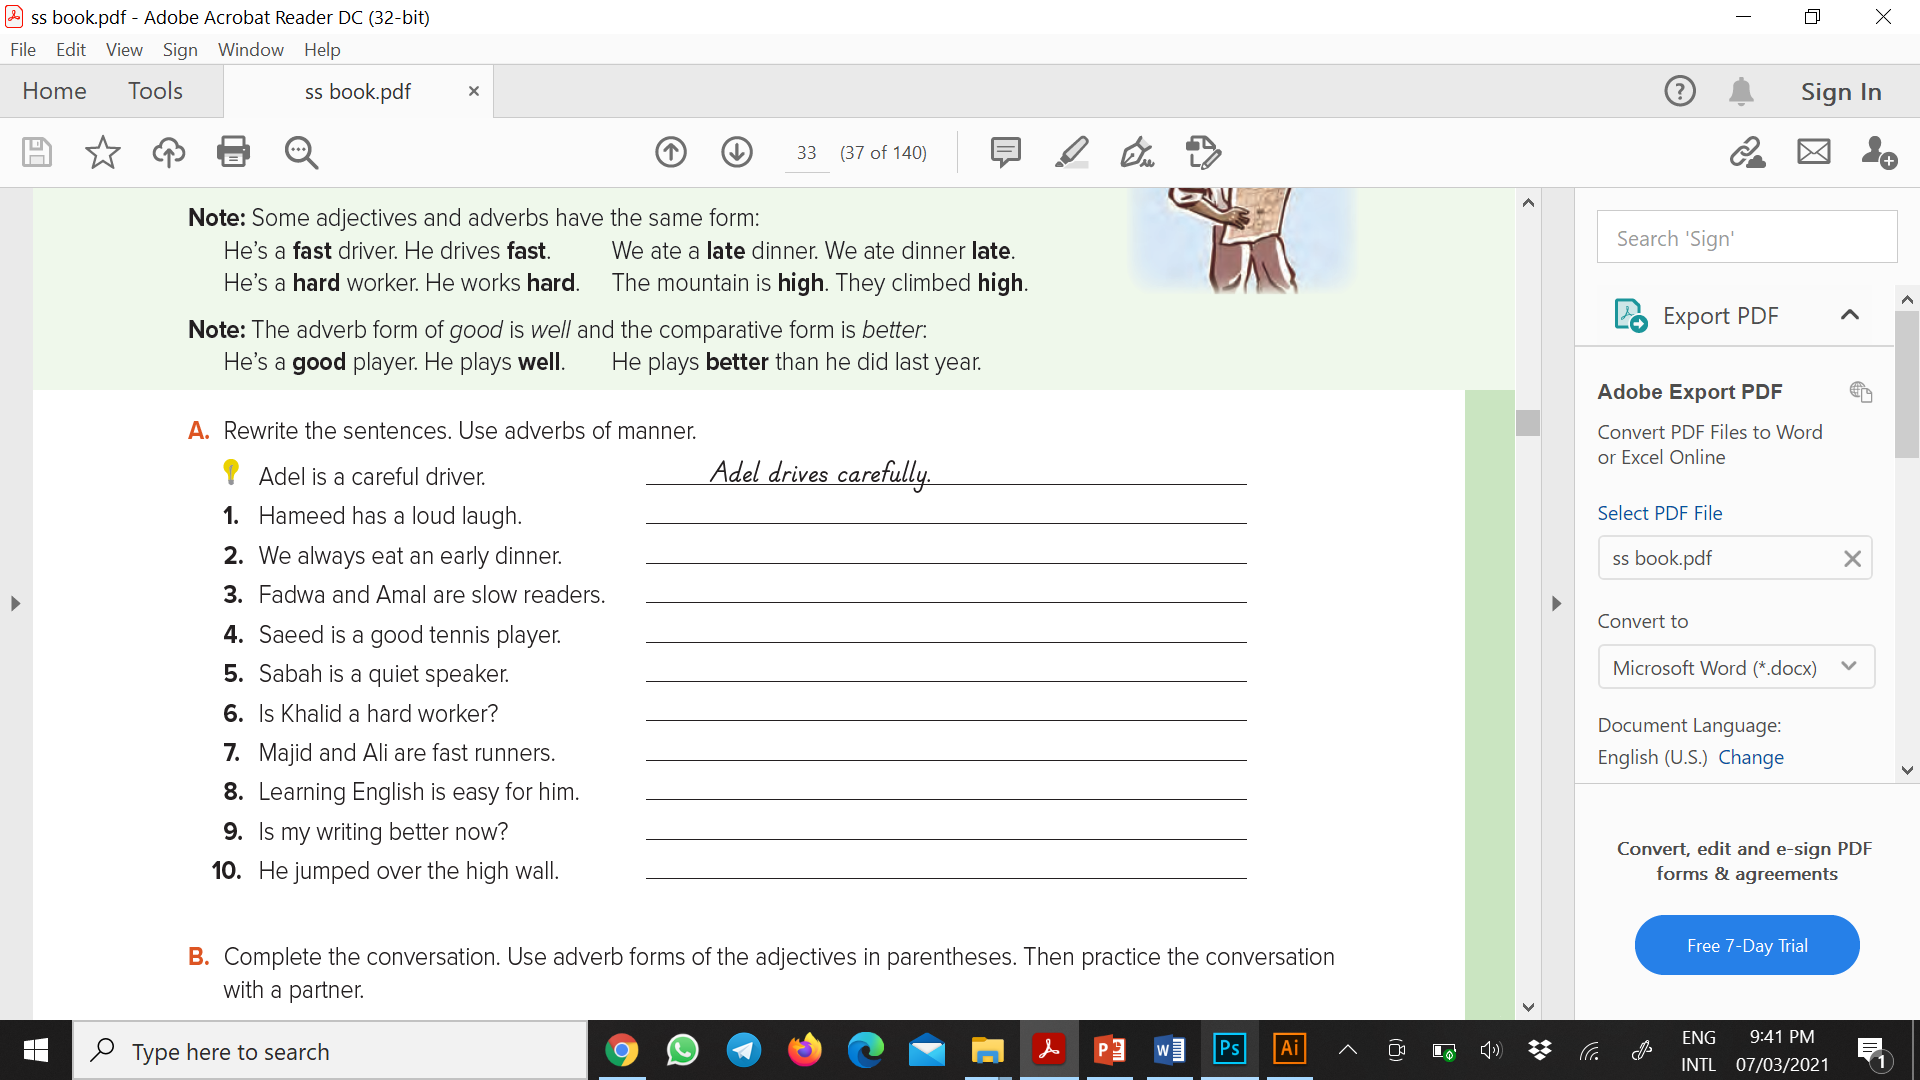 ss book.pdf - Adobe Acrobat Reader DC (32-bit)
File Edit View Sign Window Help
Home Tools ss book.pdf × Sign In
33 (37 of 140)
Note: Some adjectives and adverbs have the same form:
He's a fast driver. He drives fast. We ate a late dinner. We ate dinner late.
He's a hard worker. He works hard. The mountain is high. They climbed high.
Note: The adverb form of good is well and the comparative form is better:
He's a good player. He plays well. He plays better than he did last year.
A. Rewrite the sentences. Use adverbs of manner.
Adel is a careful driver. Adel drives carefully.
1. Hameed has a loud laugh.
2. We always eat an early dinner.
3. Fadwa and Amal are slow readers.
4. Saeed is a good tennis player.
5. Sabah is a quiet speaker.
6. Is Khalid a hard worker?
7. Majid and Ali are fast runners.
8. Learning English is easy for him.
9. Is my writing better now?
10. He jumped over the high wall.
B. Complete the conversation. Use adverb forms of the adjectives in parentheses. Then practice the conversation
with a partner.
Search 'Sign'
Export PDF
Adobe Export PDF
Convert PDF Files to Word
or Excel Online
Select PDF File
ss book.pdf
Convert to
Microsoft Word (*.docx)
Document Language:
English (U.S.) Change
Convert, edit and e-sign PDF
forms & agreements
Free 7-Day Trial
Type here to search
Ps Ai
ENG
INTL
9:41 PM
07/03/2021
1